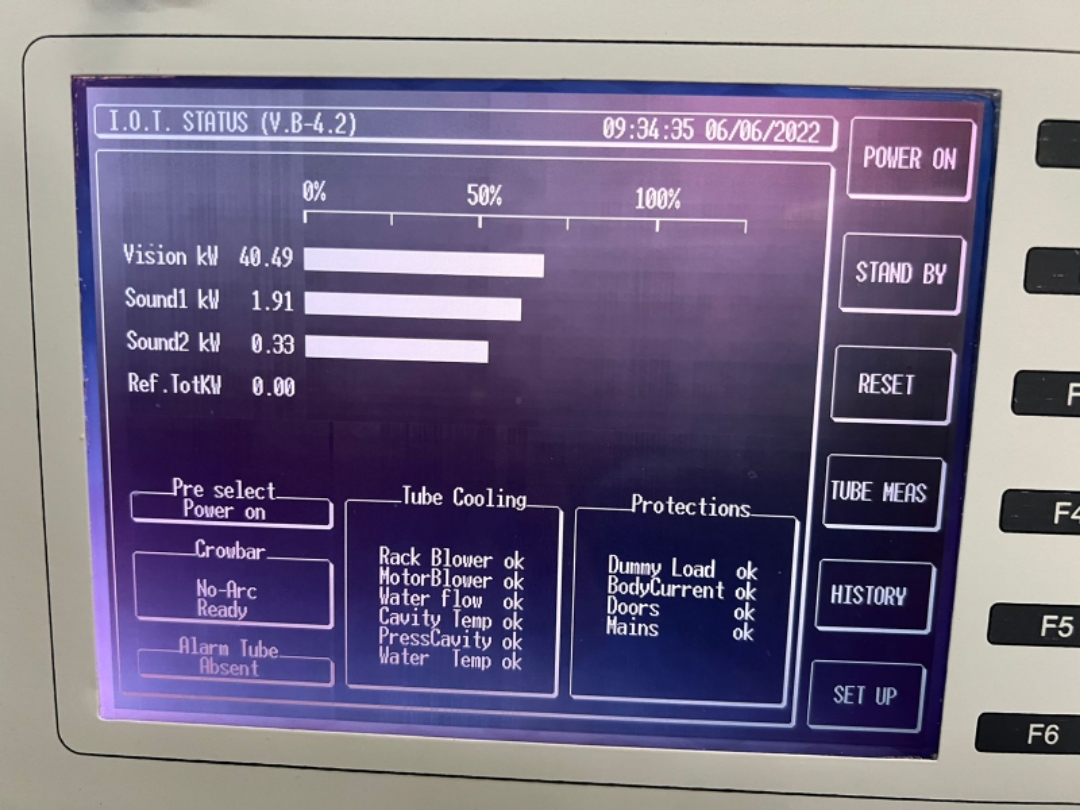 I.O.T. STATUS (V.B-4.2) 09:34:35 06/06/2022
POWER ON
0% 50% 100%
Vision kW 40.49
STAND BY
Sound1 kW 1.91
Sound2 kW 0.33
Ref.TotKW 0.00
RESET
F
Pre select
Power on
Crowbar
No-Arc
Ready
Alarm Tube
Absent
Tube Cooling
Rack Blower ok
MotorBlower ok
Water flow ok
Cavity Temp ok
PressCavity ok
Water Temp ok
Protections
Dummy Load ok
BodyCurrent ok
Doors ok
Mains ok
TUBE MEAS
F4
HISTORY
F5
SET UP
F6